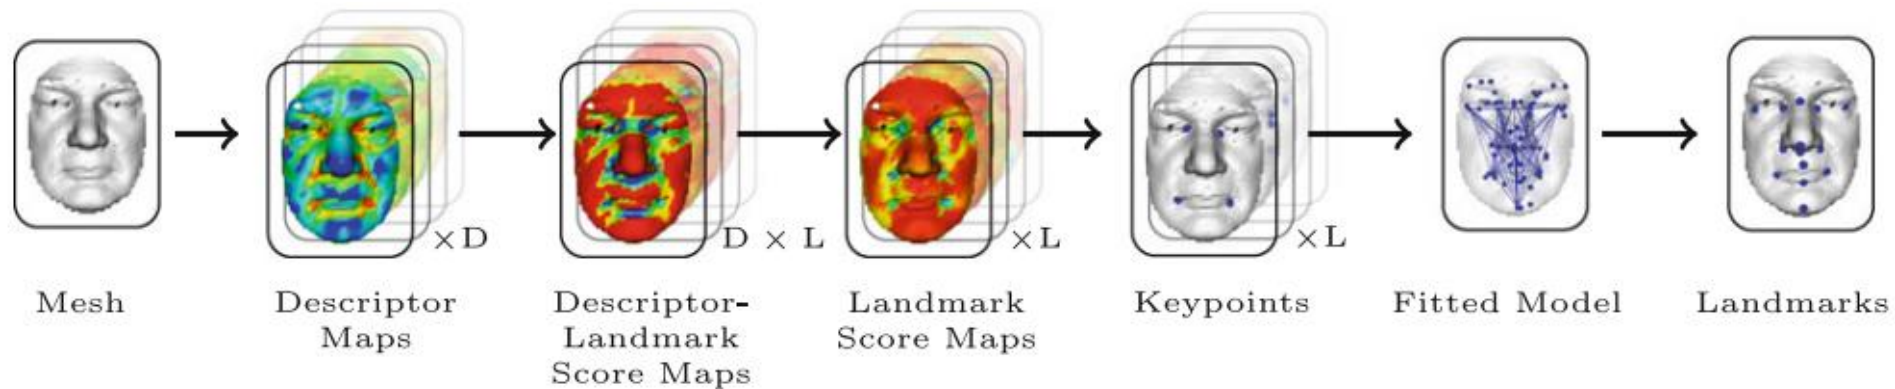 ×D
D × L
×L
×L
Mesh
Descriptor
Maps
Descriptor-
Landmark
Score Maps
Landmark
Score Maps
Keypoints
Fitted Model
Landmarks